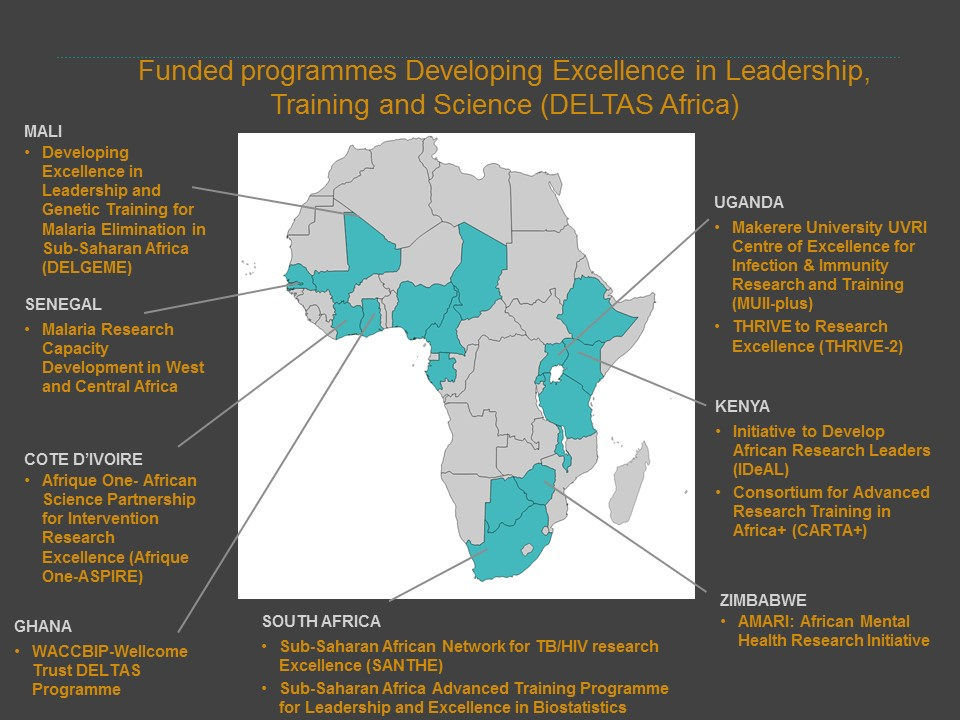 Funded programmes Developing Excellence in Leadership,
Training and Science (DELTAS Africa)
MALI
• Developing
Excellence in
Leadership and
Genetic Training for
Malaria Elimination in
Sub-Saharan Africa
(DELGEME)
SENEGAL
• Malaria Research
Capacity
Development in West
and Central Africa
COTE D’IVOIRE
• Afrique One- African
Science Partnership
for Intervention
Research
Excellence (Afrique
One-ASPIRE)
GHANA
• WACCBIP-Wellcome
Trust DELTAS
Programme
SOUTH AFRICA
• Sub-Saharan African Network for TB/HIV research
Excellence (SANTHE)
• Sub-Saharan Africa Advanced Training Programme
for Leadership and Excellence in Biostatistics
UGANDA
• Makerere University UVRI
Centre of Excellence for
Infection & Immunity
Research and Training
(MUII-plus)
• THRIVE to Research
Excellence (THRIVE-2)
KENYA
• Initiative to Develop
African Research Leaders
(IDeAL)
• Consortium for Advanced
Research Training in
Africa+ (CARTA+)
ZIMBABWE
• AMARI: African Mental
Health Research Initiative